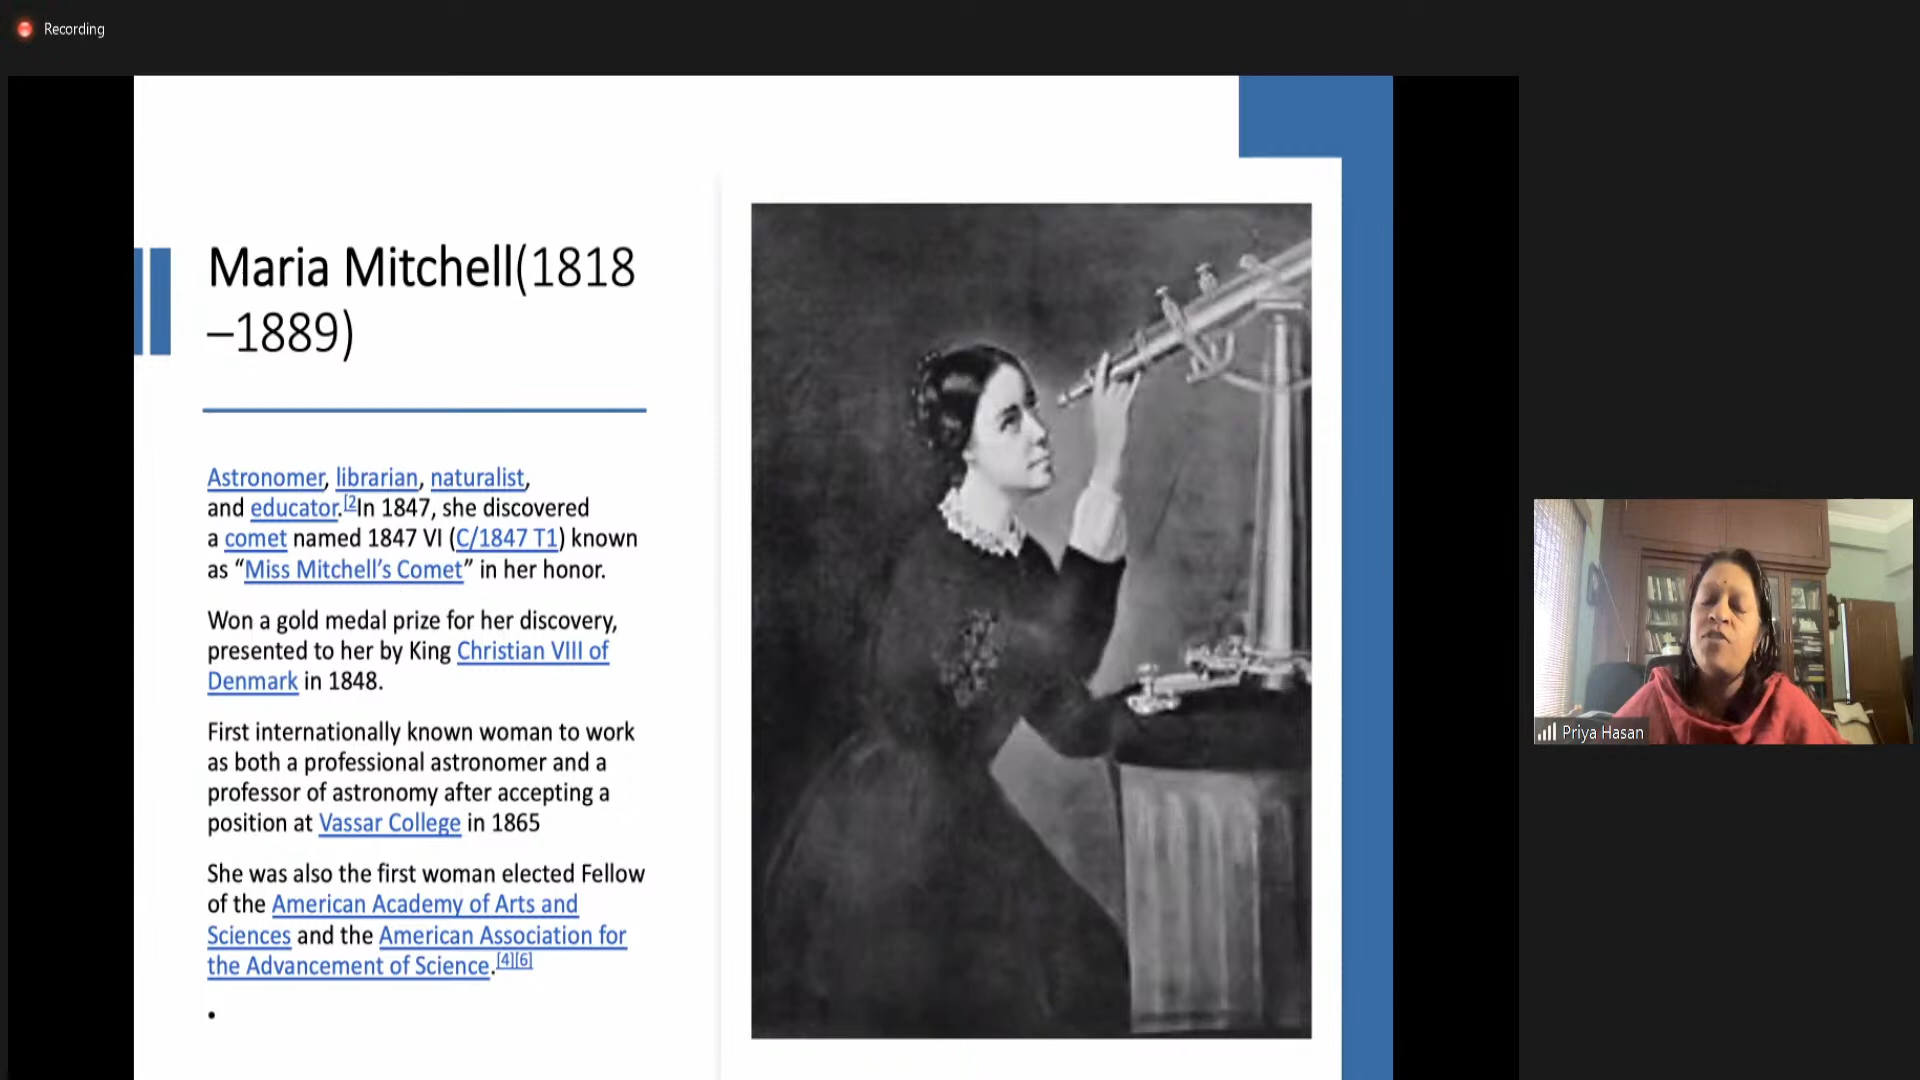 Recording
Maria Mitchell(1818
–1889)
Astronomer, librarian, naturalist,
and educator.[2In 1847, she discovered
a comet named 1847 VI (C/1847 T1) known
as “Miss Mitchell’s Comet” in her honor.
Won a gold medal prize for her discovery,
presented to her by King Christian VIII of
Denmark in 1848.
First internationally known woman to work
as both a professional astronomer and a
professor of astronomy after accepting a
position at Vassar College in 1865
She was also the first woman elected Fellow
of the American Academy of Arts and
Sciences and the American Association for
the Advancement of Science.[4][6]
•
Priya Hasan